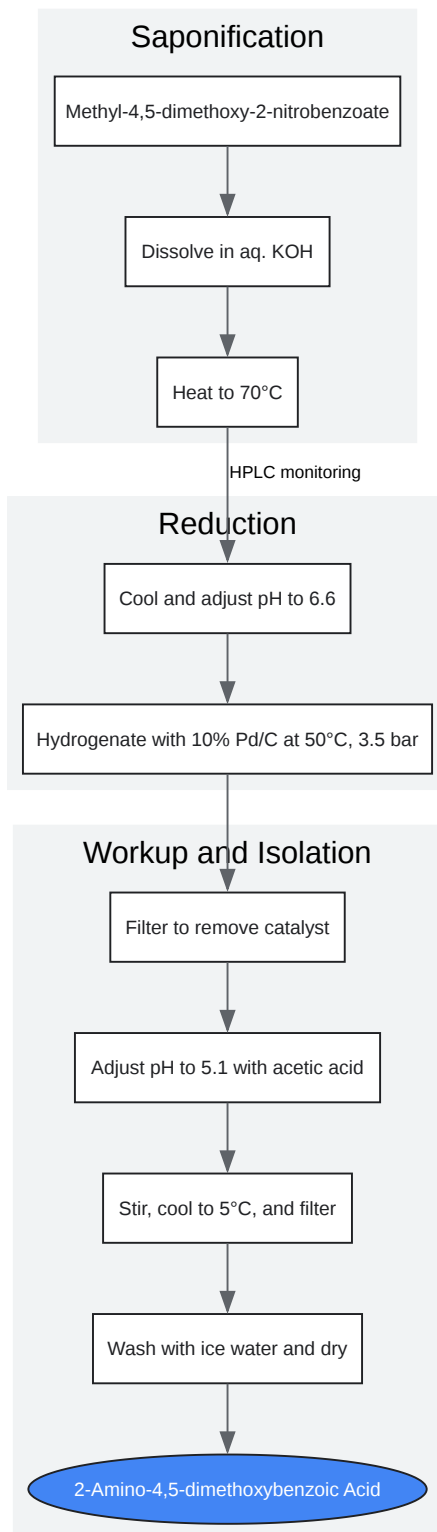 Saponification
Methyl-4,5-dimethoxy-2-nitrobenzoate
Dissolve in aq. KOH
Heat to 70°C
HPLC monitoring
Reduction
Cool and adjust pH to 6.6
Hydrogenate with 10% Pd/C at 50°C, 3.5 bar
Workup and Isolation
Filter to remove catalyst
Adjust pH to 5.1 with acetic acid
Stir, cool to 5°C, and filter
Wash with ice water and dry
2-Amino-4,5-dimethoxybenzoic Acid